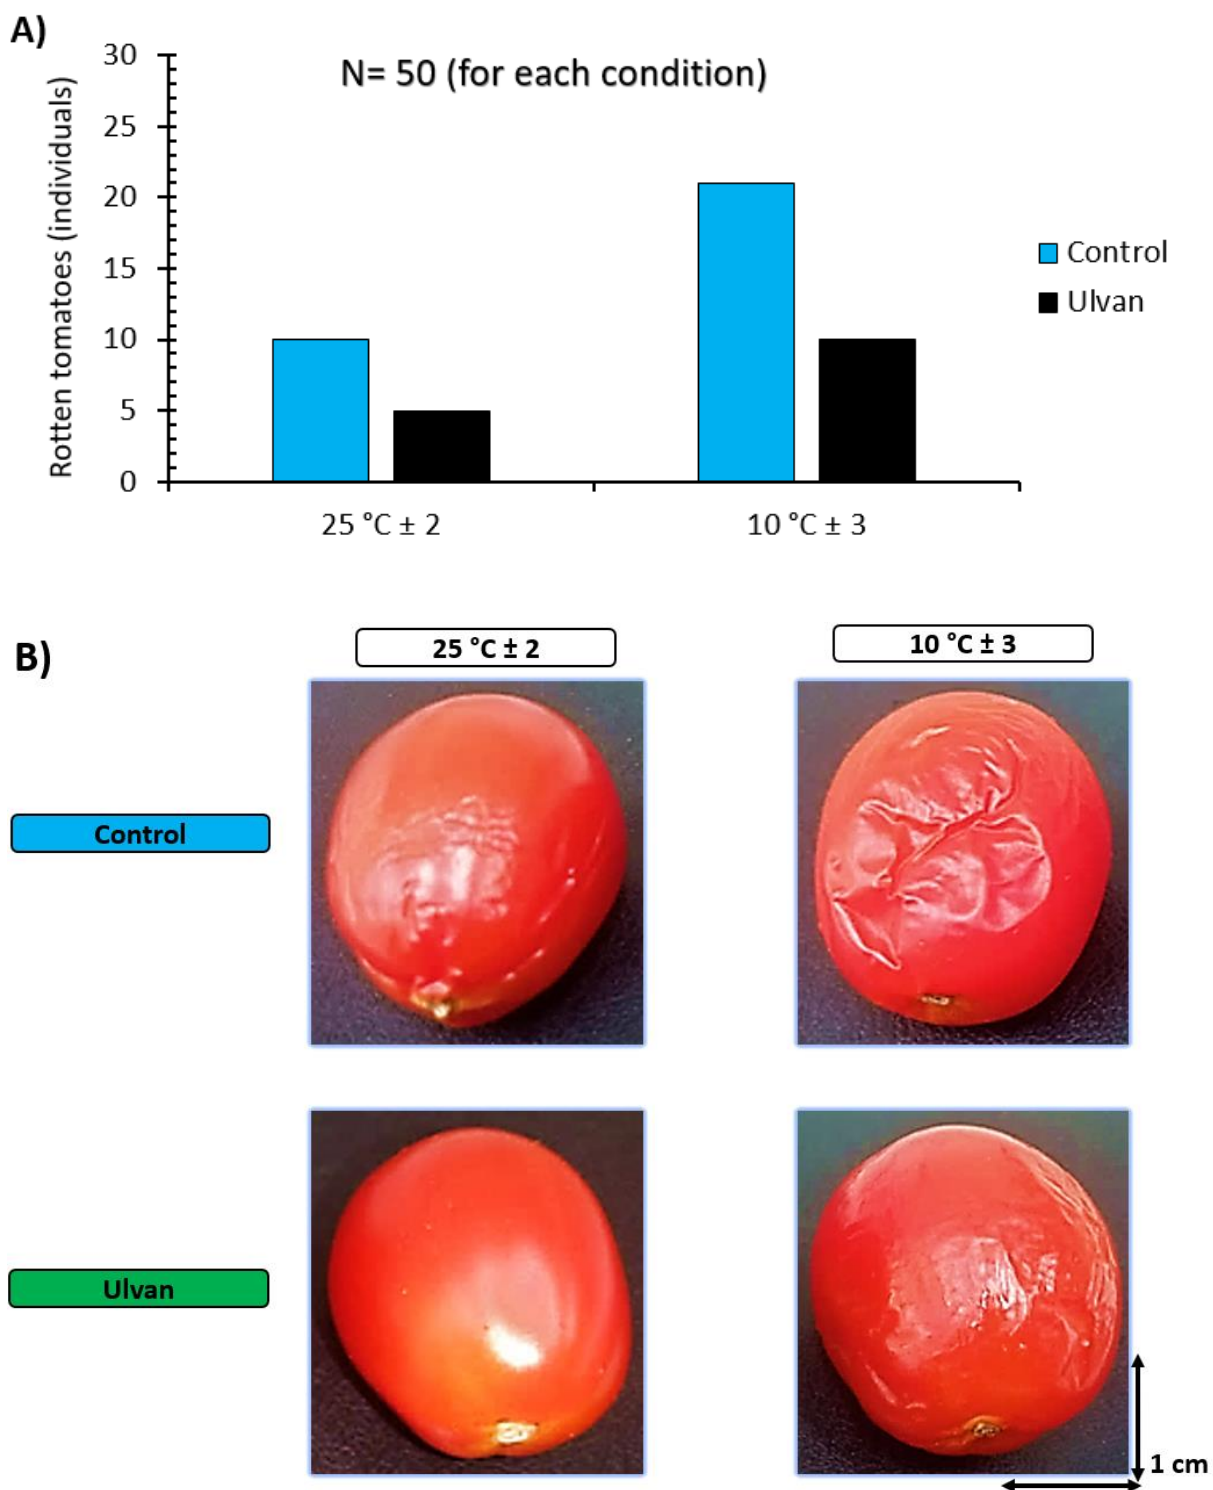 A)
N= 50 (for each condition)
Rotten tomatoes (individuals)
30
25
20
15
10
5
0
25 °C ± 2
10 °C ± 3
Control
Ulvan
B)
25 °C ± 2
10 °C ± 3
Control
Ulvan
1 cm